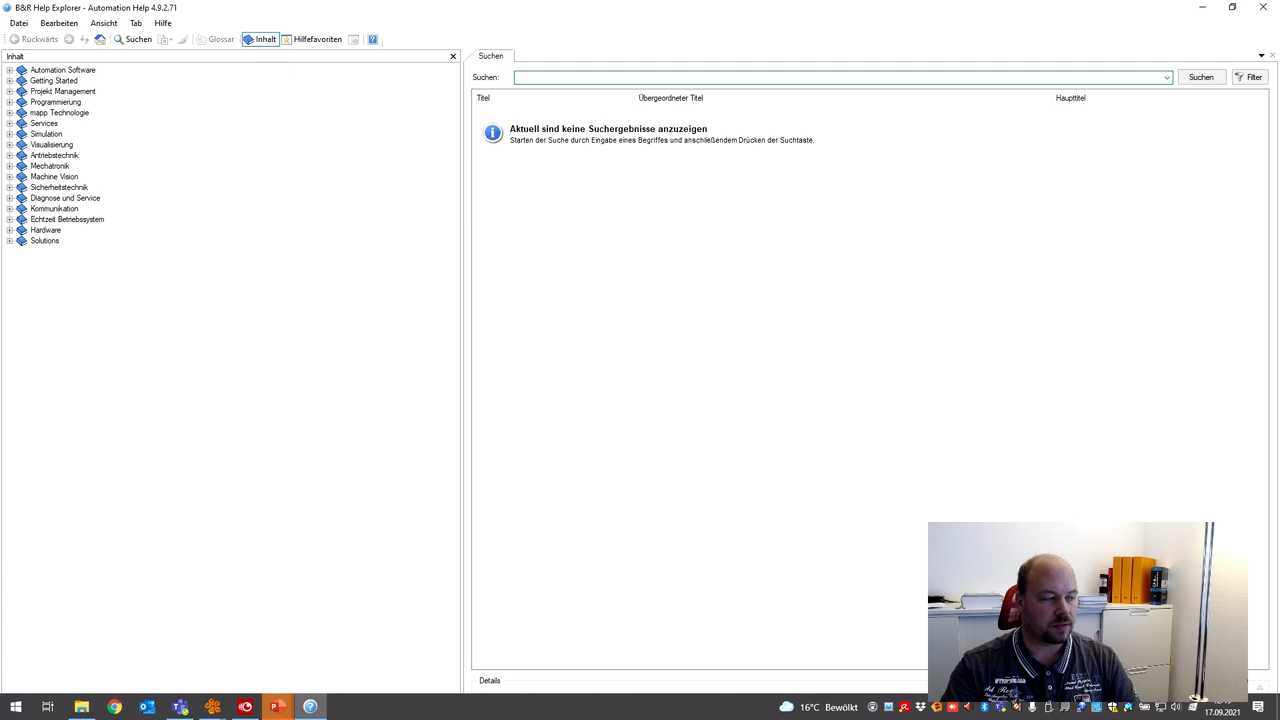 B&R Help Explorer - Automation Help 4.9.2.71
Datei Bearbeiten Ansicht Tab Hilfe
Rückwärts Suchen Glossar Inhalt Hilfefavoriten
Inhalt
Automation Software
Getting Started
Projekt Management
Programmierung
mapp Technologie
Services
Simulation
Visualisierung
Antriebstechnik
Mechatronik
Machine Vision
Sicherheitstechnik
Diagnose und Service
Kommunikation
Echtzeit Betriebssystem
Hardware
Solutions
Suchen
Suchen: Suchen Filter
Titel Übergeordneter Titel Haupttitel
Aktuell sind keine Suchergebnisse anzuzeigen
Starten der Suche durch Eingabe eines Begriffes und anschließendem Drücken der Suchtaste.
Details
16°C Bewölkt
17.09.2021